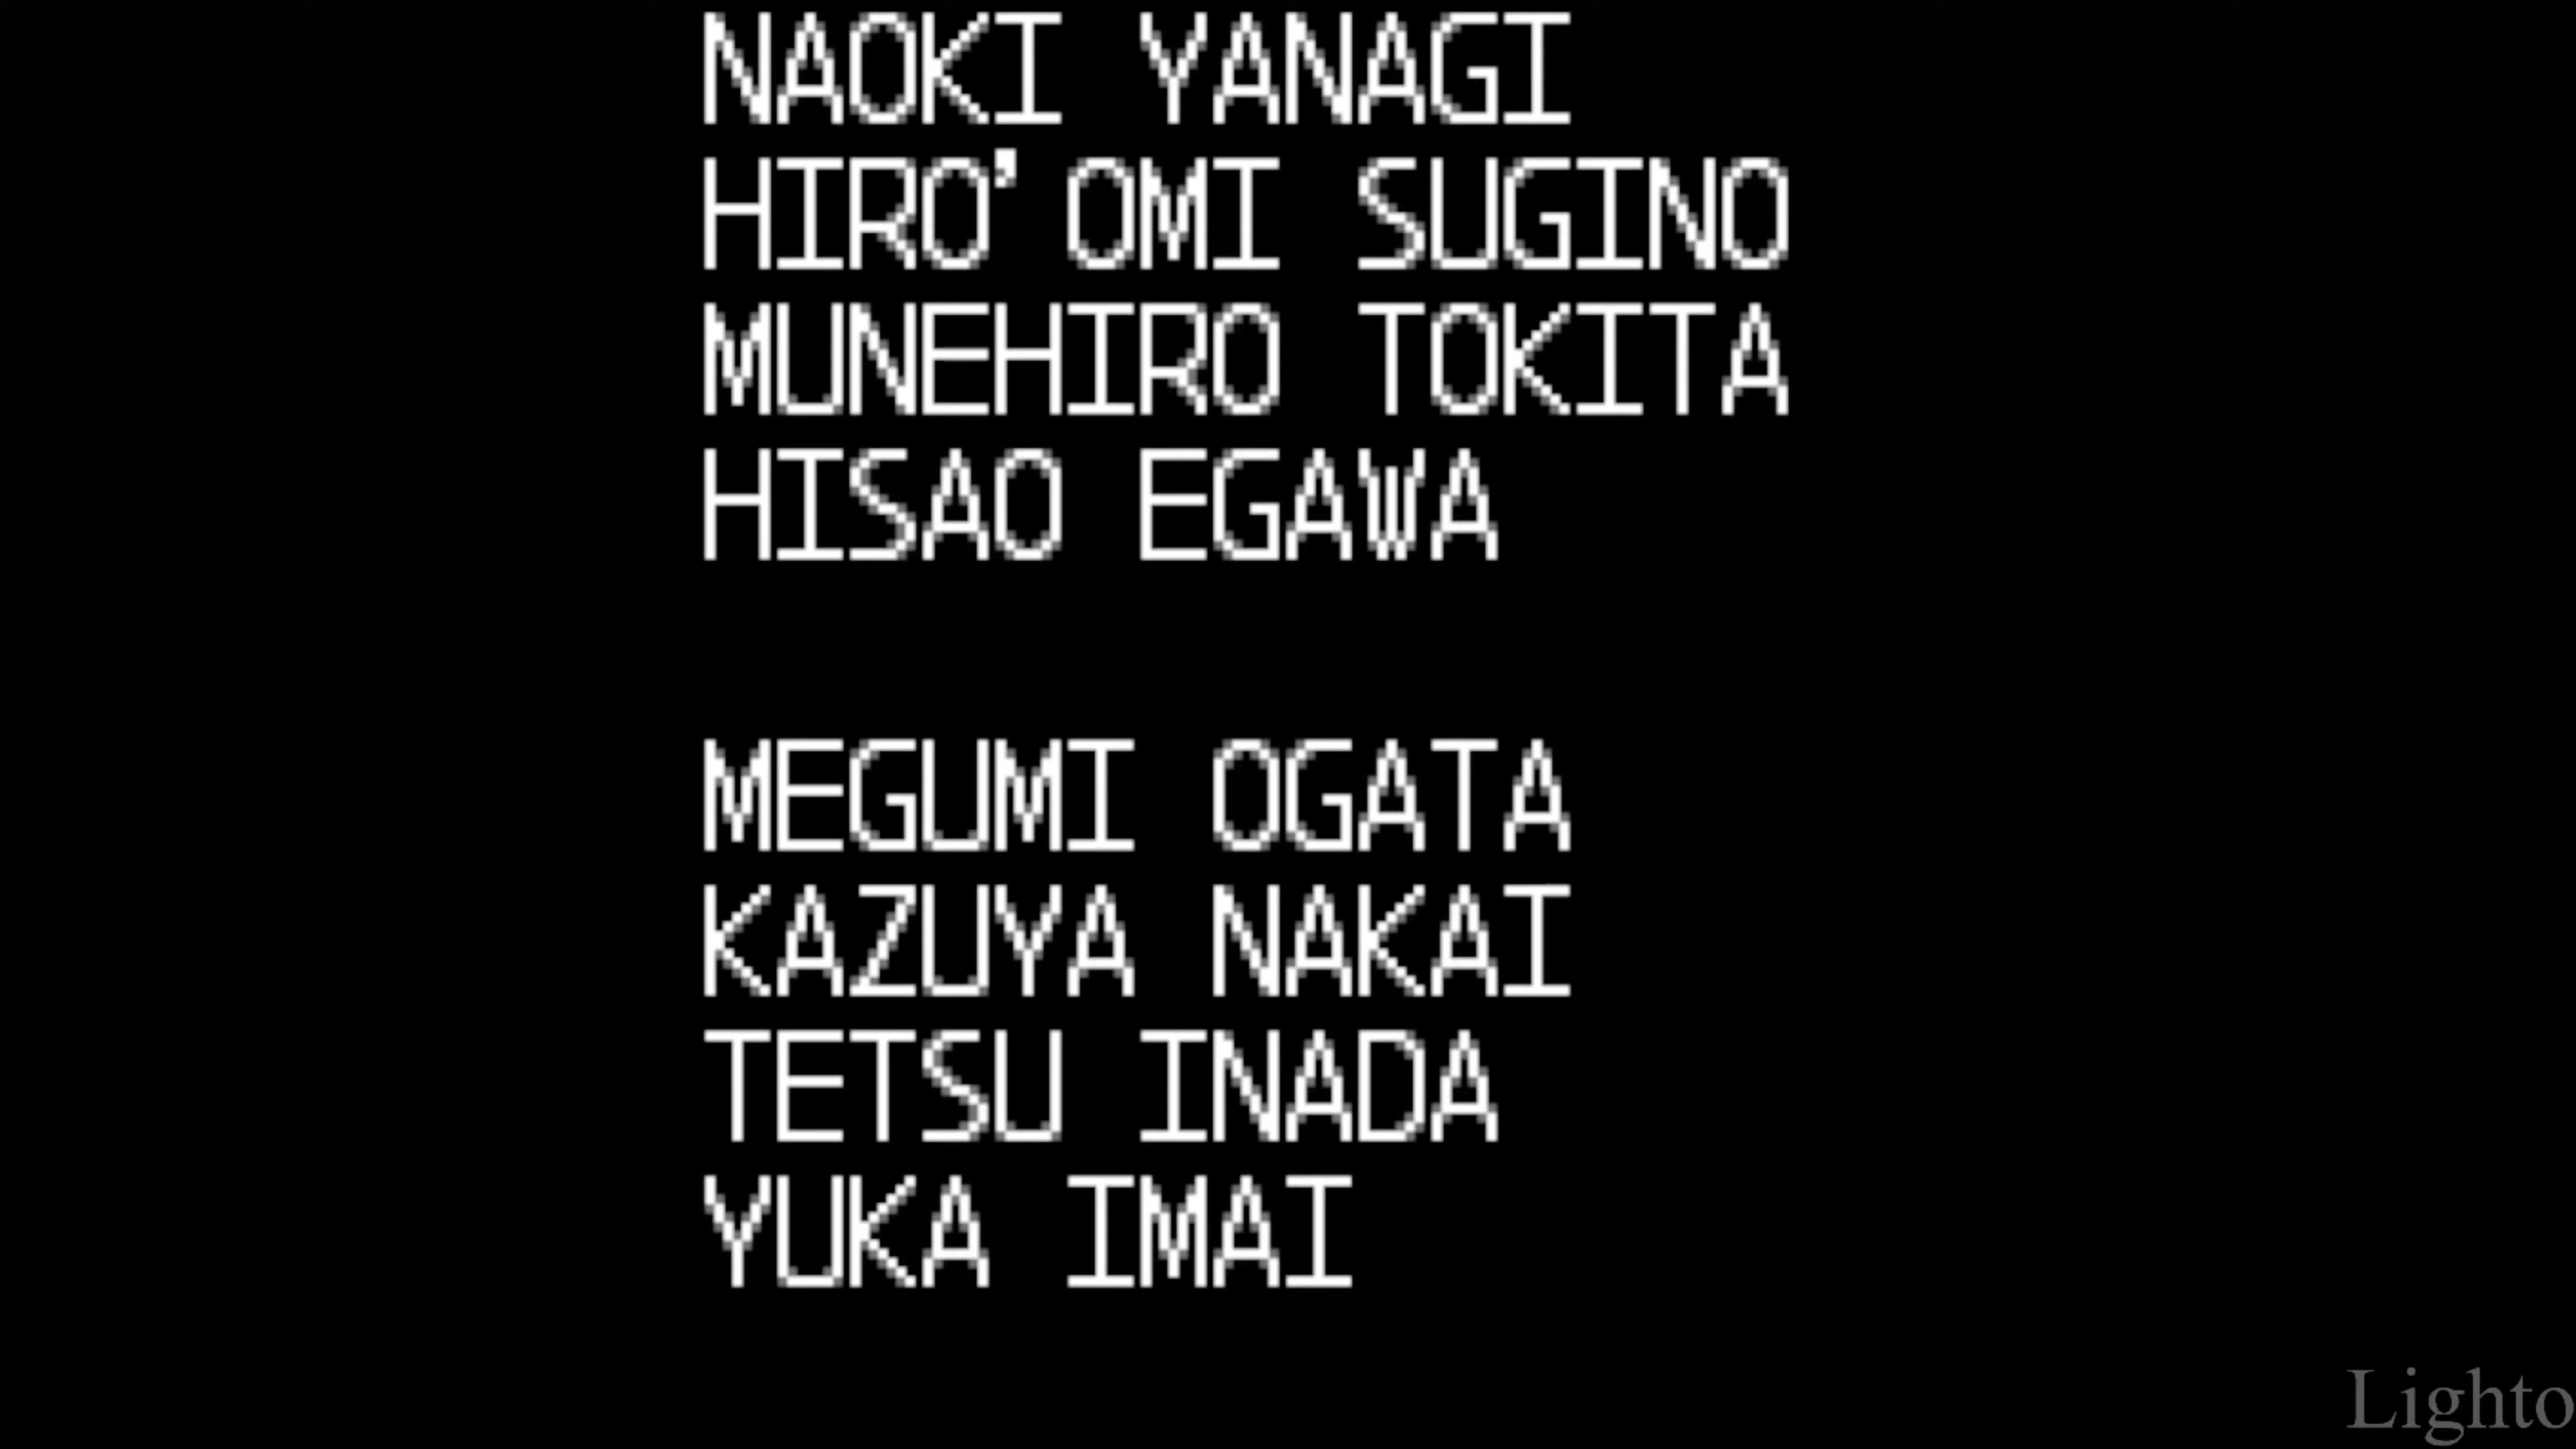 NAOKI YANAGI
HIRO'OMI SUGINO
MUNEHIRO TOKITA
HISAO EGAWA
MEGUMI OGATA
KAZUYA NAKAI
TETSU INADA
YUKA IMAI
Lighto